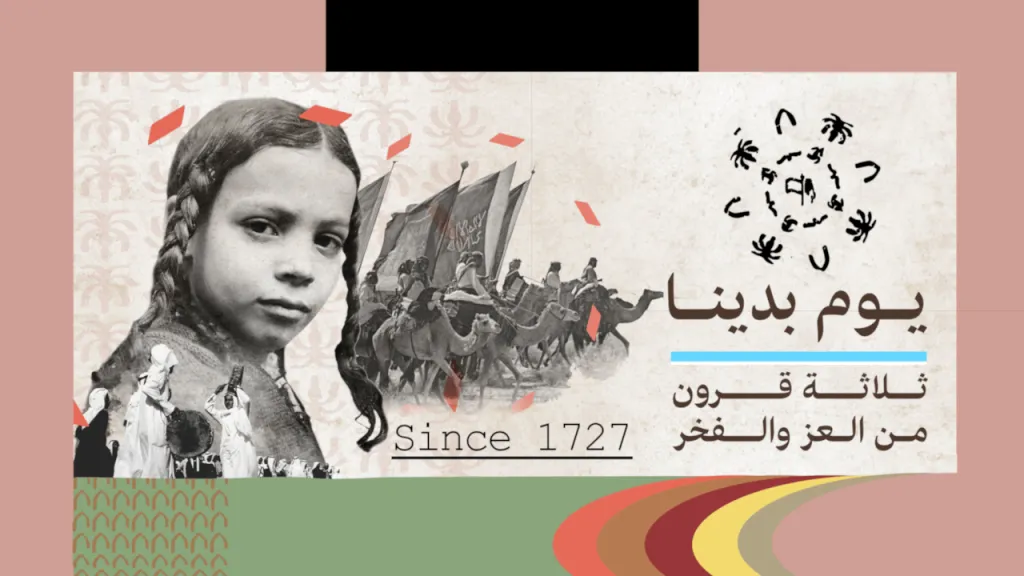 يوم بدينا
ثلاثة قرون
من العز والفخر
Since 1727